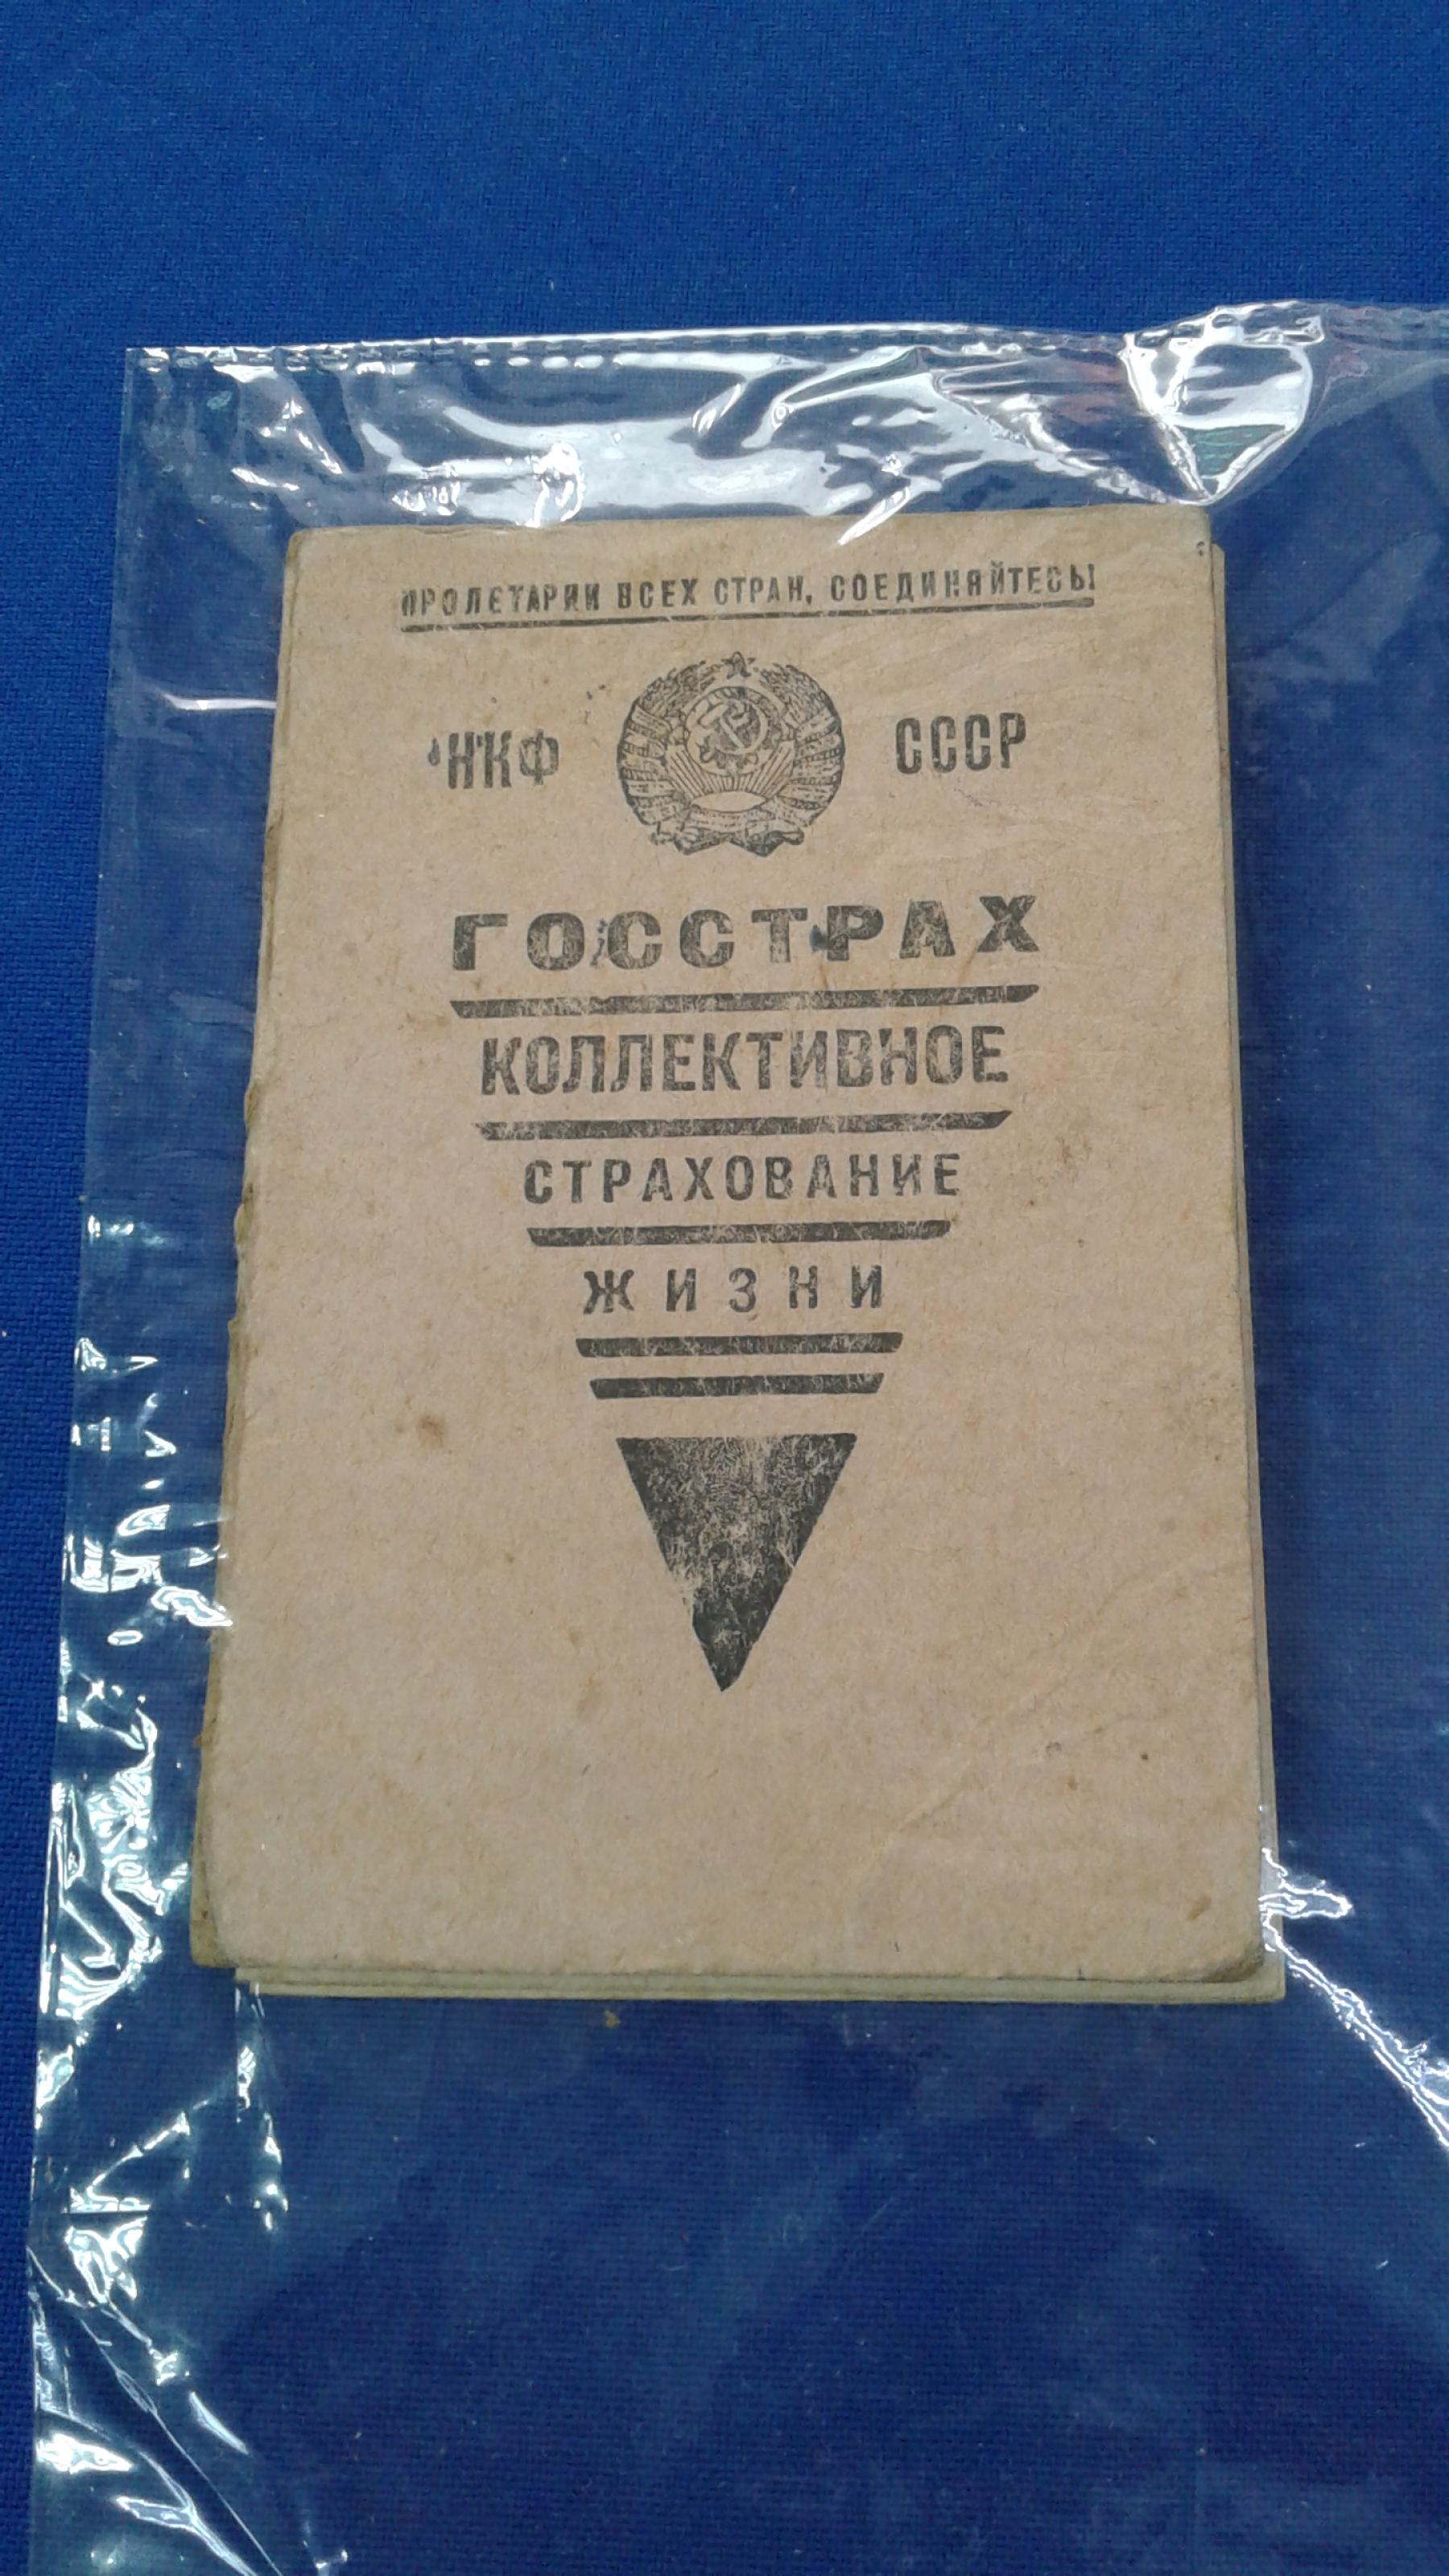 ПРОЛЕТАРИИ ВСЕХ СТРАН, СОЕДИНЯЙТЕСЬ!
НКФ СССР
ГОССТРАХ
КОЛЛЕКТИВНОЕ
СТРАХОВАНИЕ
ЖИЗНИ